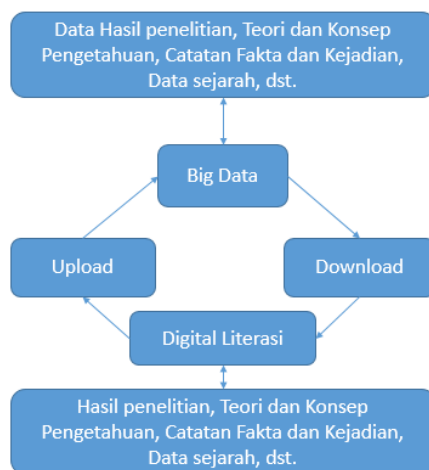 Data Hasil penelitian, Teori dan Konsep
Pengetahuan, Catatan Fakta dan Kejadian,
Data sejarah, dst.
Big Data
Upload
Download
Digital Literasi
Hasil penelitian, Teori dan Konsep
Pengetahuan, Catatan Fakta dan Kejadian,
Data sejarah, dst.